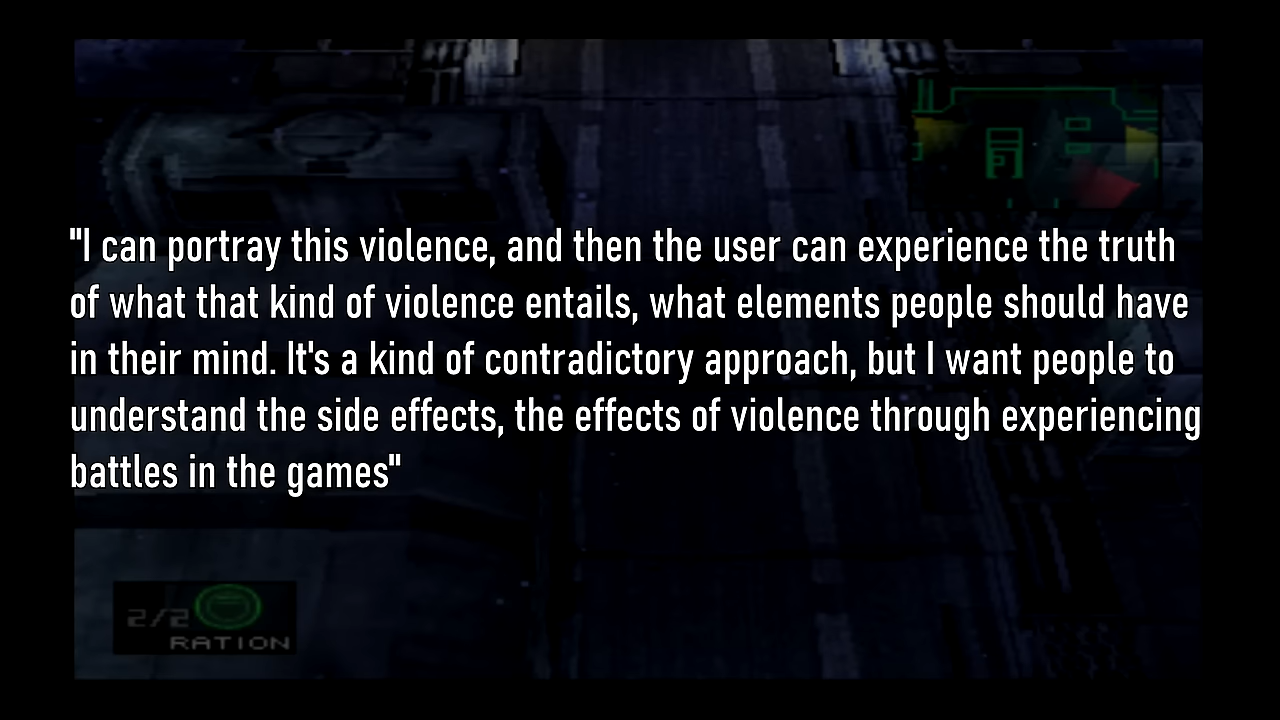 "I can portray this violence, and then the user can experience the truth
of what that kind of violence entails, what elements people should have
in their mind. It's a kind of contradictory approach, but I want people to
understand the side effects, the effects of violence through experiencing
battles in the games"
2/2
RATION